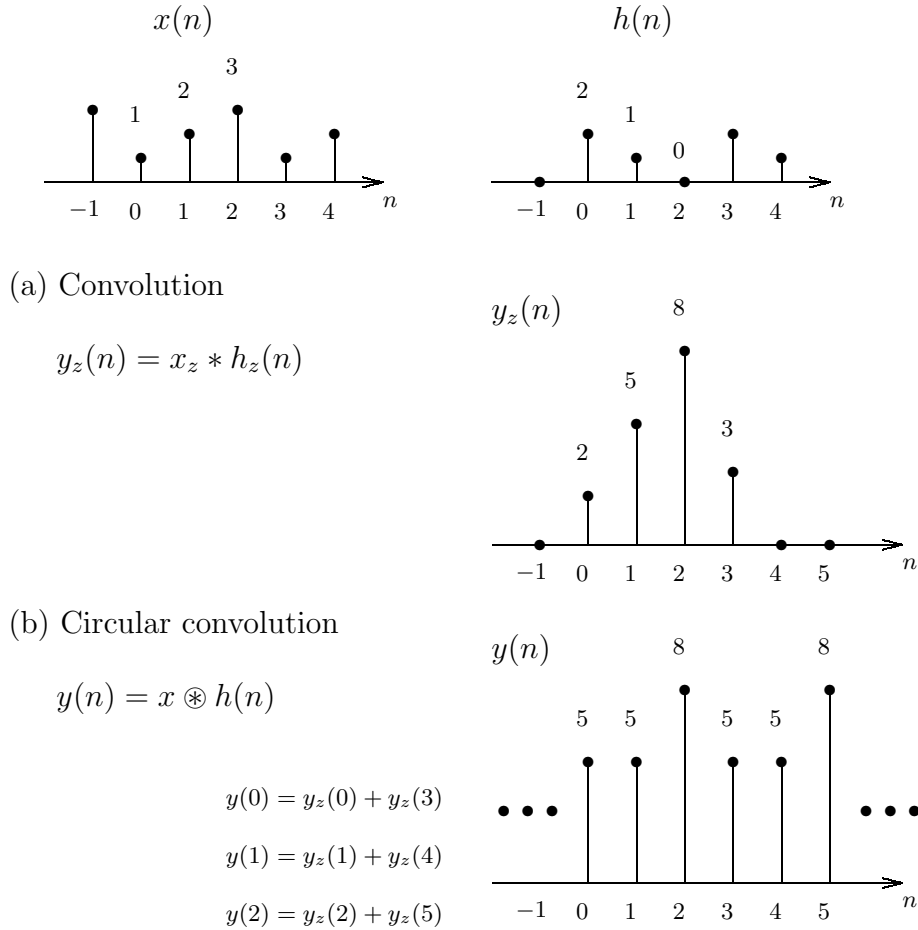 x(n)
h(n)
1 2 3
2 1 0
−1 0 1 2 3 4 n
−1 0 1 2 3 4 n
(a) Convolution
y_z(n) = x_z ∗ h_z(n)
y_z(n)
2 5 8 3
−1 0 1 2 3 4 5 n
(b) Circular convolution
y(n) = x ⊛ h(n)
y(n)
5 5 8 5 5 8
y(0) = y_z(0) + y_z(3)
y(1) = y_z(1) + y_z(4)
y(2) = y_z(2) + y_z(5)
−1 0 1 2 3 4 5 n